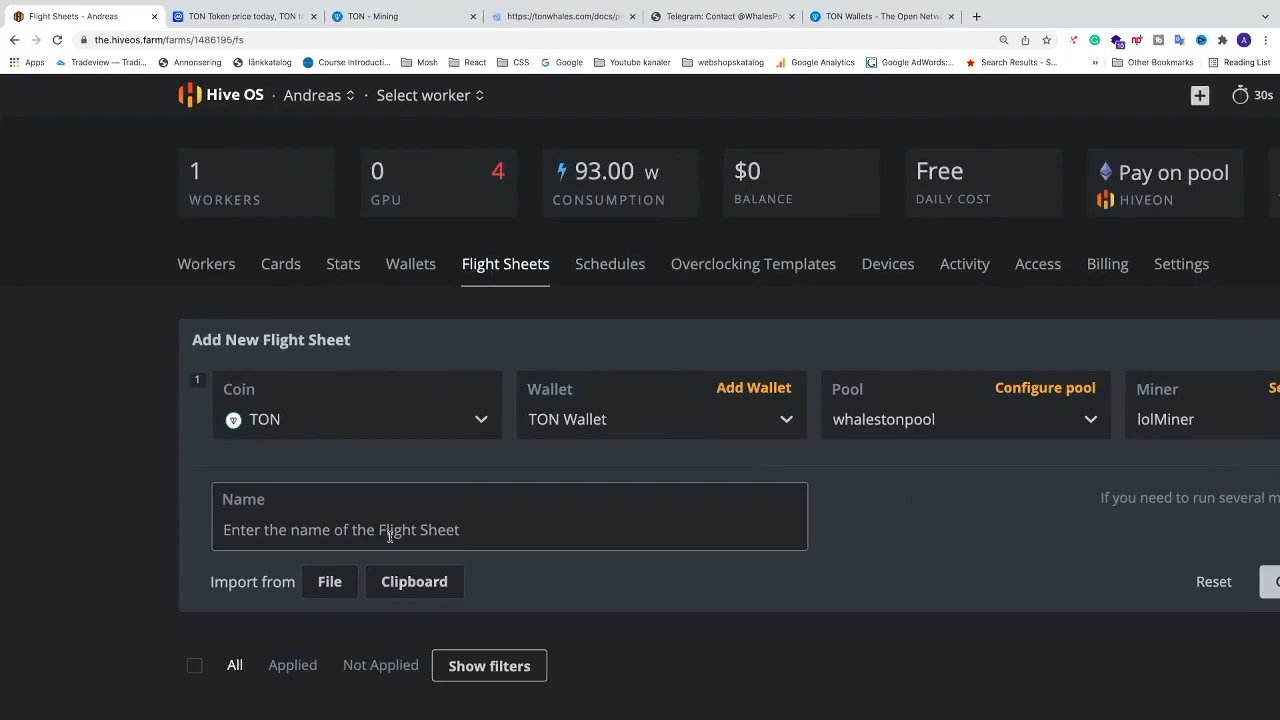 Flight Sheets - Andreas
TON Token price today, TON to
TON - Mining
https://tonwhales.com/docs/p
Telegram: Contact @WhalesPo
TON Wallets - The Open Netw
the.hiveos.farm/farms/1486195/fs
Apps
Tradeview -- Tradi...
Annonsering
länkkatalog
Course Introducti...
Mosh
React
CSS
Google
Youtube kanaler
webshopskatalog
Google Analytics
Google AdWords:...
Search Results - S...
Other Bookmarks
Reading List
Hive OS · Andreas · Select worker
30s
1
WORKERS
0 4
GPU
93.00 W
CONSUMPTION
$0
BALANCE
Free
DAILY COST
Pay on pool
HIVEON
Workers Cards Stats Wallets Flight Sheets Schedules Overclocking Templates Devices Activity Access Billing Settings
Add New Flight Sheet
1
Coin
TON
Wallet Add Wallet
TON Wallet
Pool Configure pool
whalestonpool
Miner Se
lolMiner
Name
Enter the name of the Flight Sheet
If you need to run several m
Import from File Clipboard
Reset
All Applied Not Applied Show filters